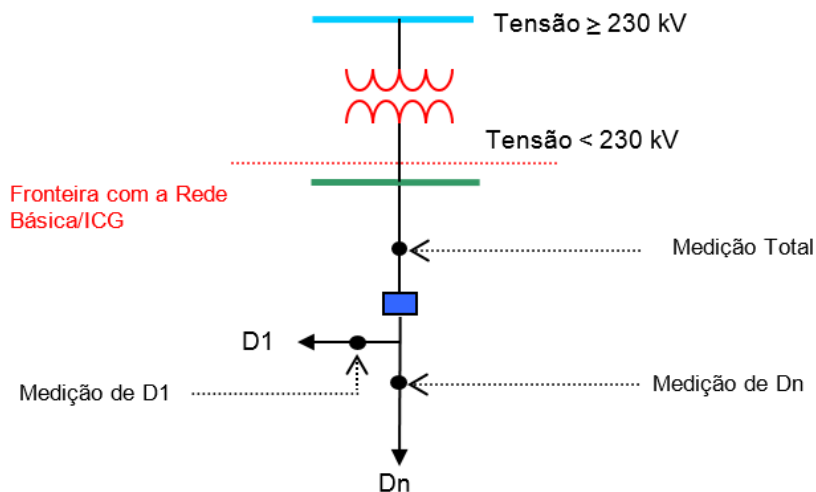 Tensão ≥ 230 kV
Tensão < 230 kV
Fronteira com a Rede
Básica/ICG
Medição Total
D1
Medição de D1
Medição de Dn
Dn